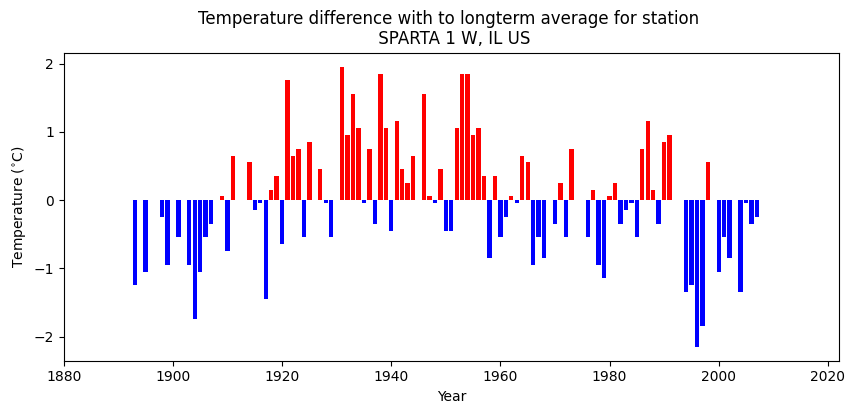 Temperature difference with to longterm average for station
SPARTA 1 W, IL US
2
1
0
−1
−2
Temperature (°C)
1880 1900 1920 1940 1960 1980 2000 2020
Year